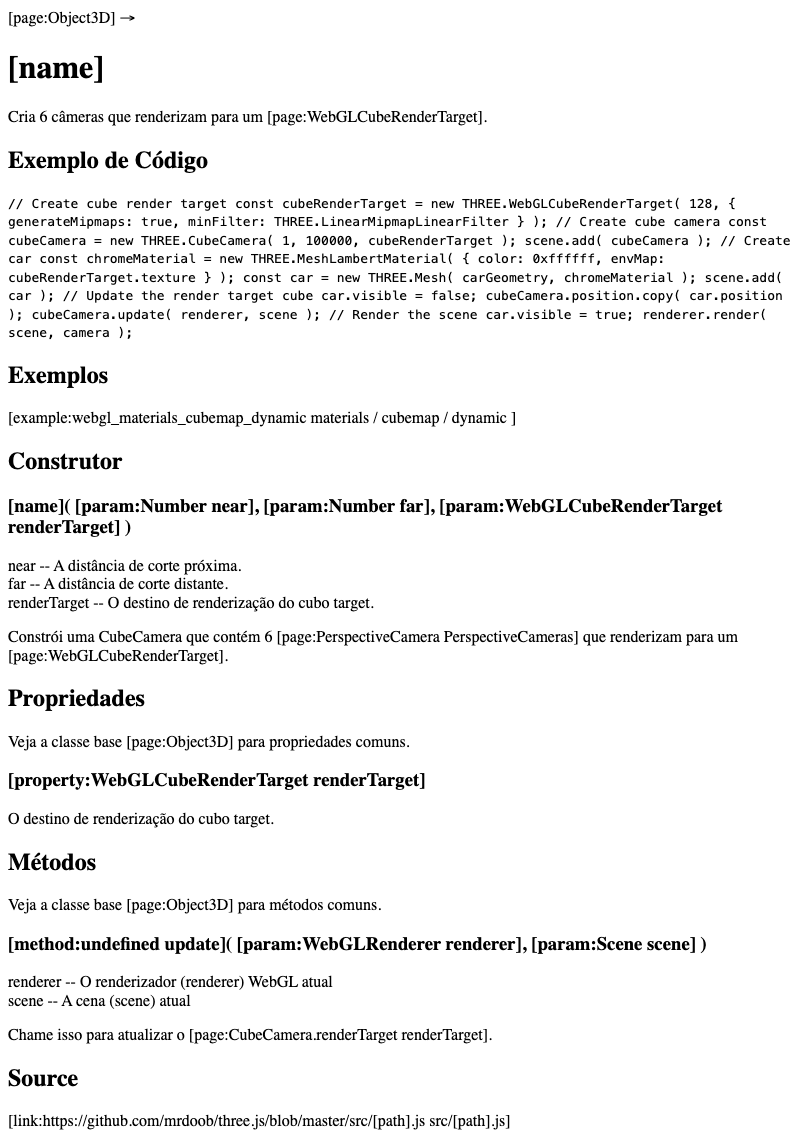 [page:Object3D] →
[name]
Cria 6 câmeras que renderizam para um [page:WebGLCubeRenderTarget].
Exemplo de Código
// Create cube render target const cubeRenderTarget = new THREE.WebGLCubeRenderTarget( 128, {
generateMipmaps: true, minFilter: THREE.LinearMipmapLinearFilter } ); // Create cube camera const
cubeCamera = new THREE.CubeCamera( 1, 100000, cubeRenderTarget ); scene.add( cubeCamera ); // Create
car const chromeMaterial = new THREE.MeshLambertMaterial( { color: 0xffffff, envMap:
cubeRenderTarget.texture } ); const car = new THREE.Mesh( carGeometry, chromeMaterial ); scene.add(
car ); // Update the render target cube car.visible = false; cubeCamera.position.copy( car.position
); cubeCamera.update( renderer, scene ); // Render the scene car.visible = true; renderer.render(
scene, camera );
Exemplos
[example:webgl_materials_cubemap_dynamic materials / cubemap / dynamic ]
Construtor
[name]( [param:Number near], [param:Number far], [param:WebGLCubeRenderTarget
renderTarget] )
near -- A distância de corte próxima.
far -- A distância de corte distante.
renderTarget -- O destino de renderização do cubo target.
Constrói uma CubeCamera que contém 6 [page:PerspectiveCamera PerspectiveCameras] que renderizam para um
[page:WebGLCubeRenderTarget].
Propriedades
Veja a classe base [page:Object3D] para propriedades comuns.
[property:WebGLCubeRenderTarget renderTarget]
O destino de renderização do cubo target.
Métodos
Veja a classe base [page:Object3D] para métodos comuns.
[method:undefined update]( [param:WebGLRenderer renderer], [param:Scene scene] )
renderer -- O renderizador (renderer) WebGL atual
scene -- A cena (scene) atual
Chame isso para atualizar o [page:CubeCamera.renderTarget renderTarget].
Source
[link:https://github.com/mrdoob/three.js/blob/master/src/[path].js src/[path].js]